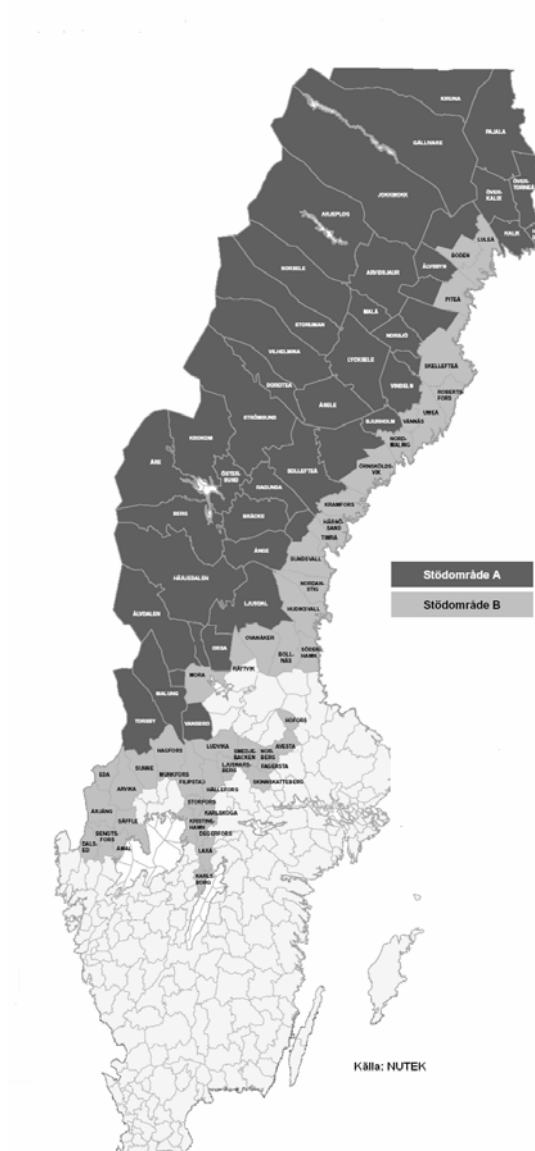 KIRUNA
PAJALA
GÄLLIVARE
ÖVER-
TORNEÅ
JOKKMOKK
ÖVER-
KALIX
ARJEPLOG
KALIX
LULEÅ
BODEN
ÄLVSBYN
ARVIDSJAUR
SORSELE
PITEÅ
MALÅ
STORUMAN
NORSJÖ
VILHELMINA
LYCKSELE
SKELLEFTEÅ
DOROTEA
VINDELN
ROBERTS-
FORS
ÅSELE
UMEÅ
STRÖMSUND
BJURHOLM
VÄNNÄS
KROKOM
NORD-
MALING
ÅRE
SOLLEFTEÅ
ÖRNSKÖLDS-
VIK
ÖSTER-
SUND
RAGUNDA
KRAMFORS
BERG
BRÄCKE
HÄRNÖ-
SAND
TIMRÅ
ÅNGE
SUNDSVALL
HÄRJEDALEN
Stödområde A
NORDAN-
STIG
Stödområde B
LJUSDAL
HUDIKSVALL
ÄLVDALEN
OVANÅKER
ORSA
SÖDER-
HAMN
BOLL-
NÄS
RÄTTVIK
MORA
MALUNG
TORSBY
VANSBRO
HOFORS
HAGFORS
LUDVIKA
AVESTA
SMEDJE-
BACKEN
NOR-
BERG
SUNNE
LJUSNARS-
BERG
FAGERSTA
EDA
MUNKFORS
FILIPSTAD
SKINNSKATTEBERG
ARVIKA
HÄLLEFORS
STORFORS
ÅRJÄNG
KARLSKOGA
SÄFFLE
KRISTINE-
HAMN
DEGERFORS
BENGTS-
FORS
DALS-
ED
ÅMÅL
LAXÅ
KARLS-
BORG
Källa: NUTEK